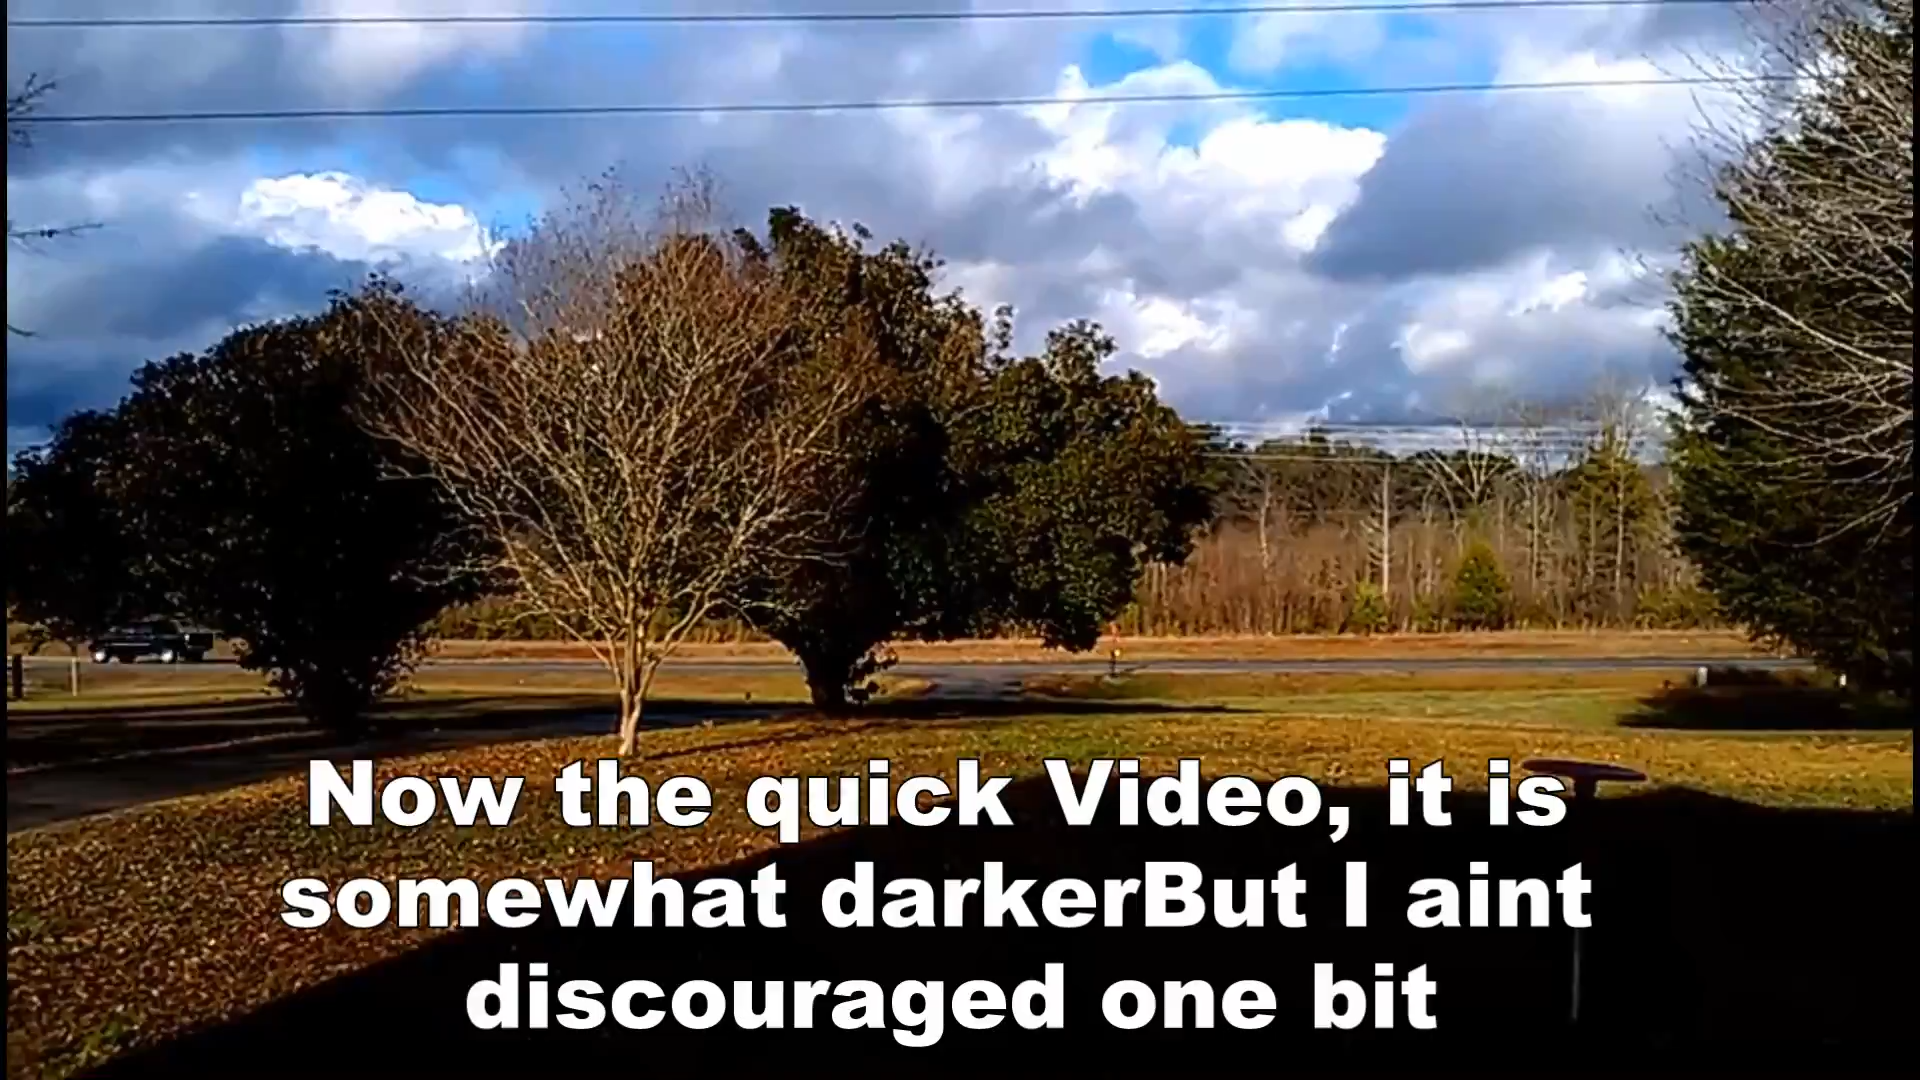 Now the quick Video, it is
somewhat darkerBut I aint
discouraged one bit